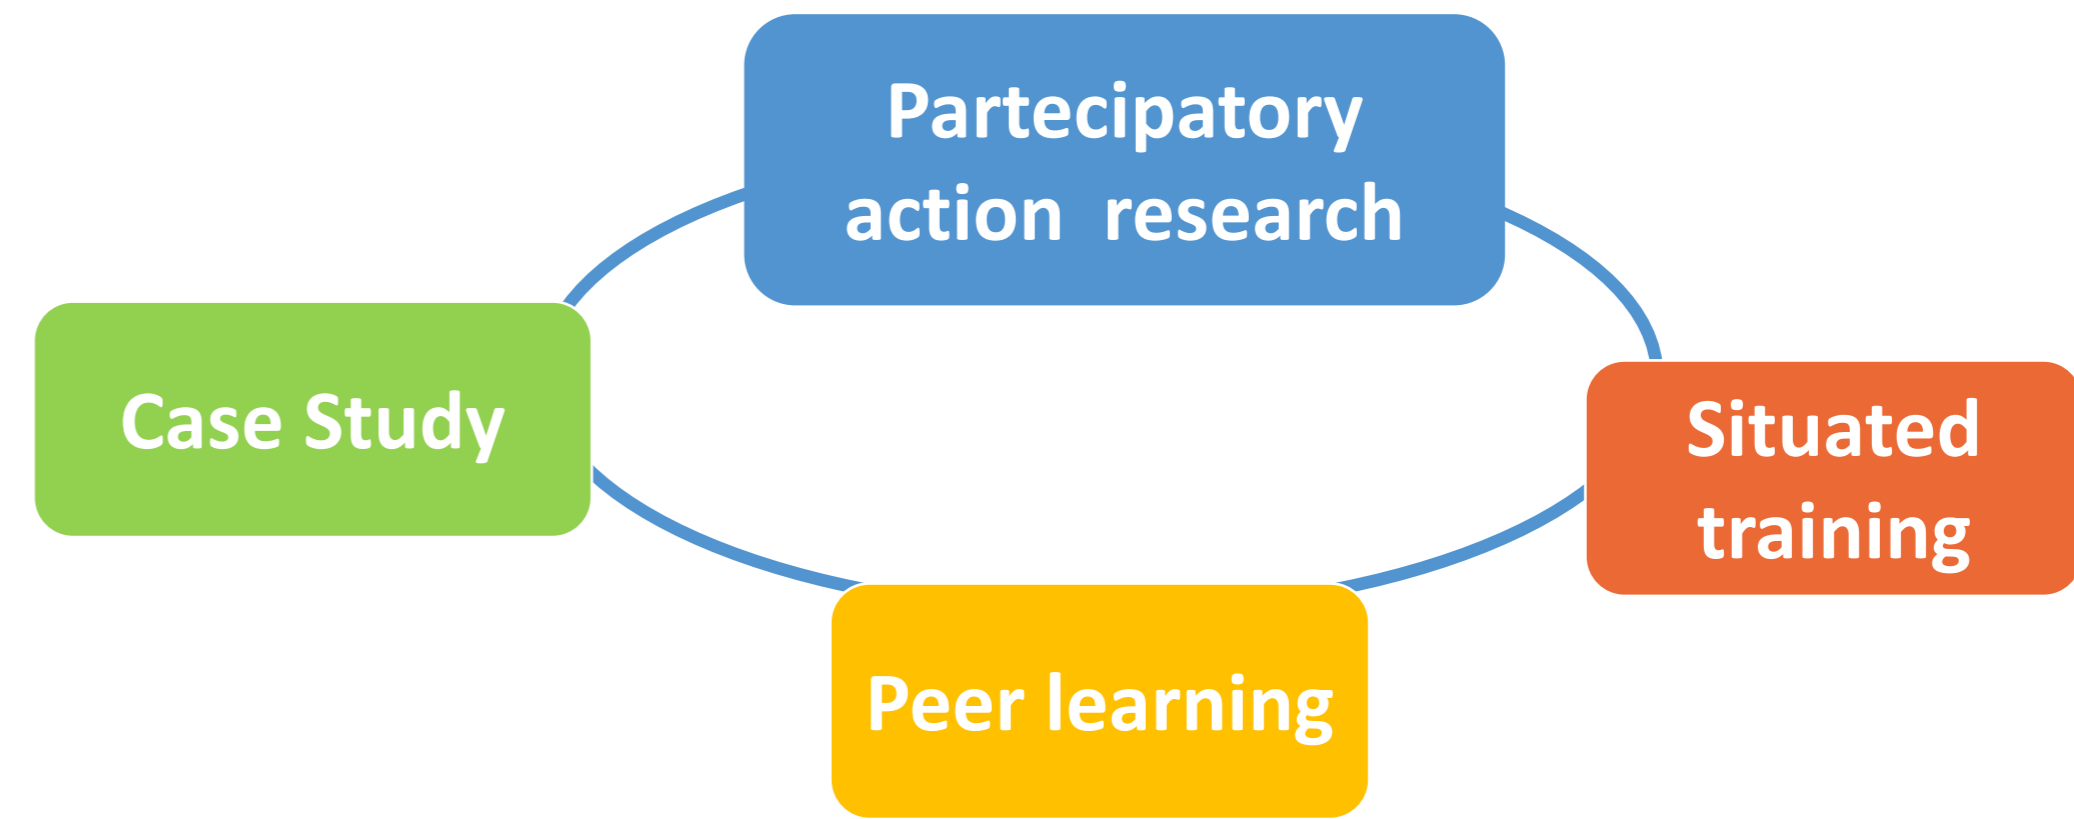 Partecipatory
action  research
Case Study
Situated
training
Peer learning